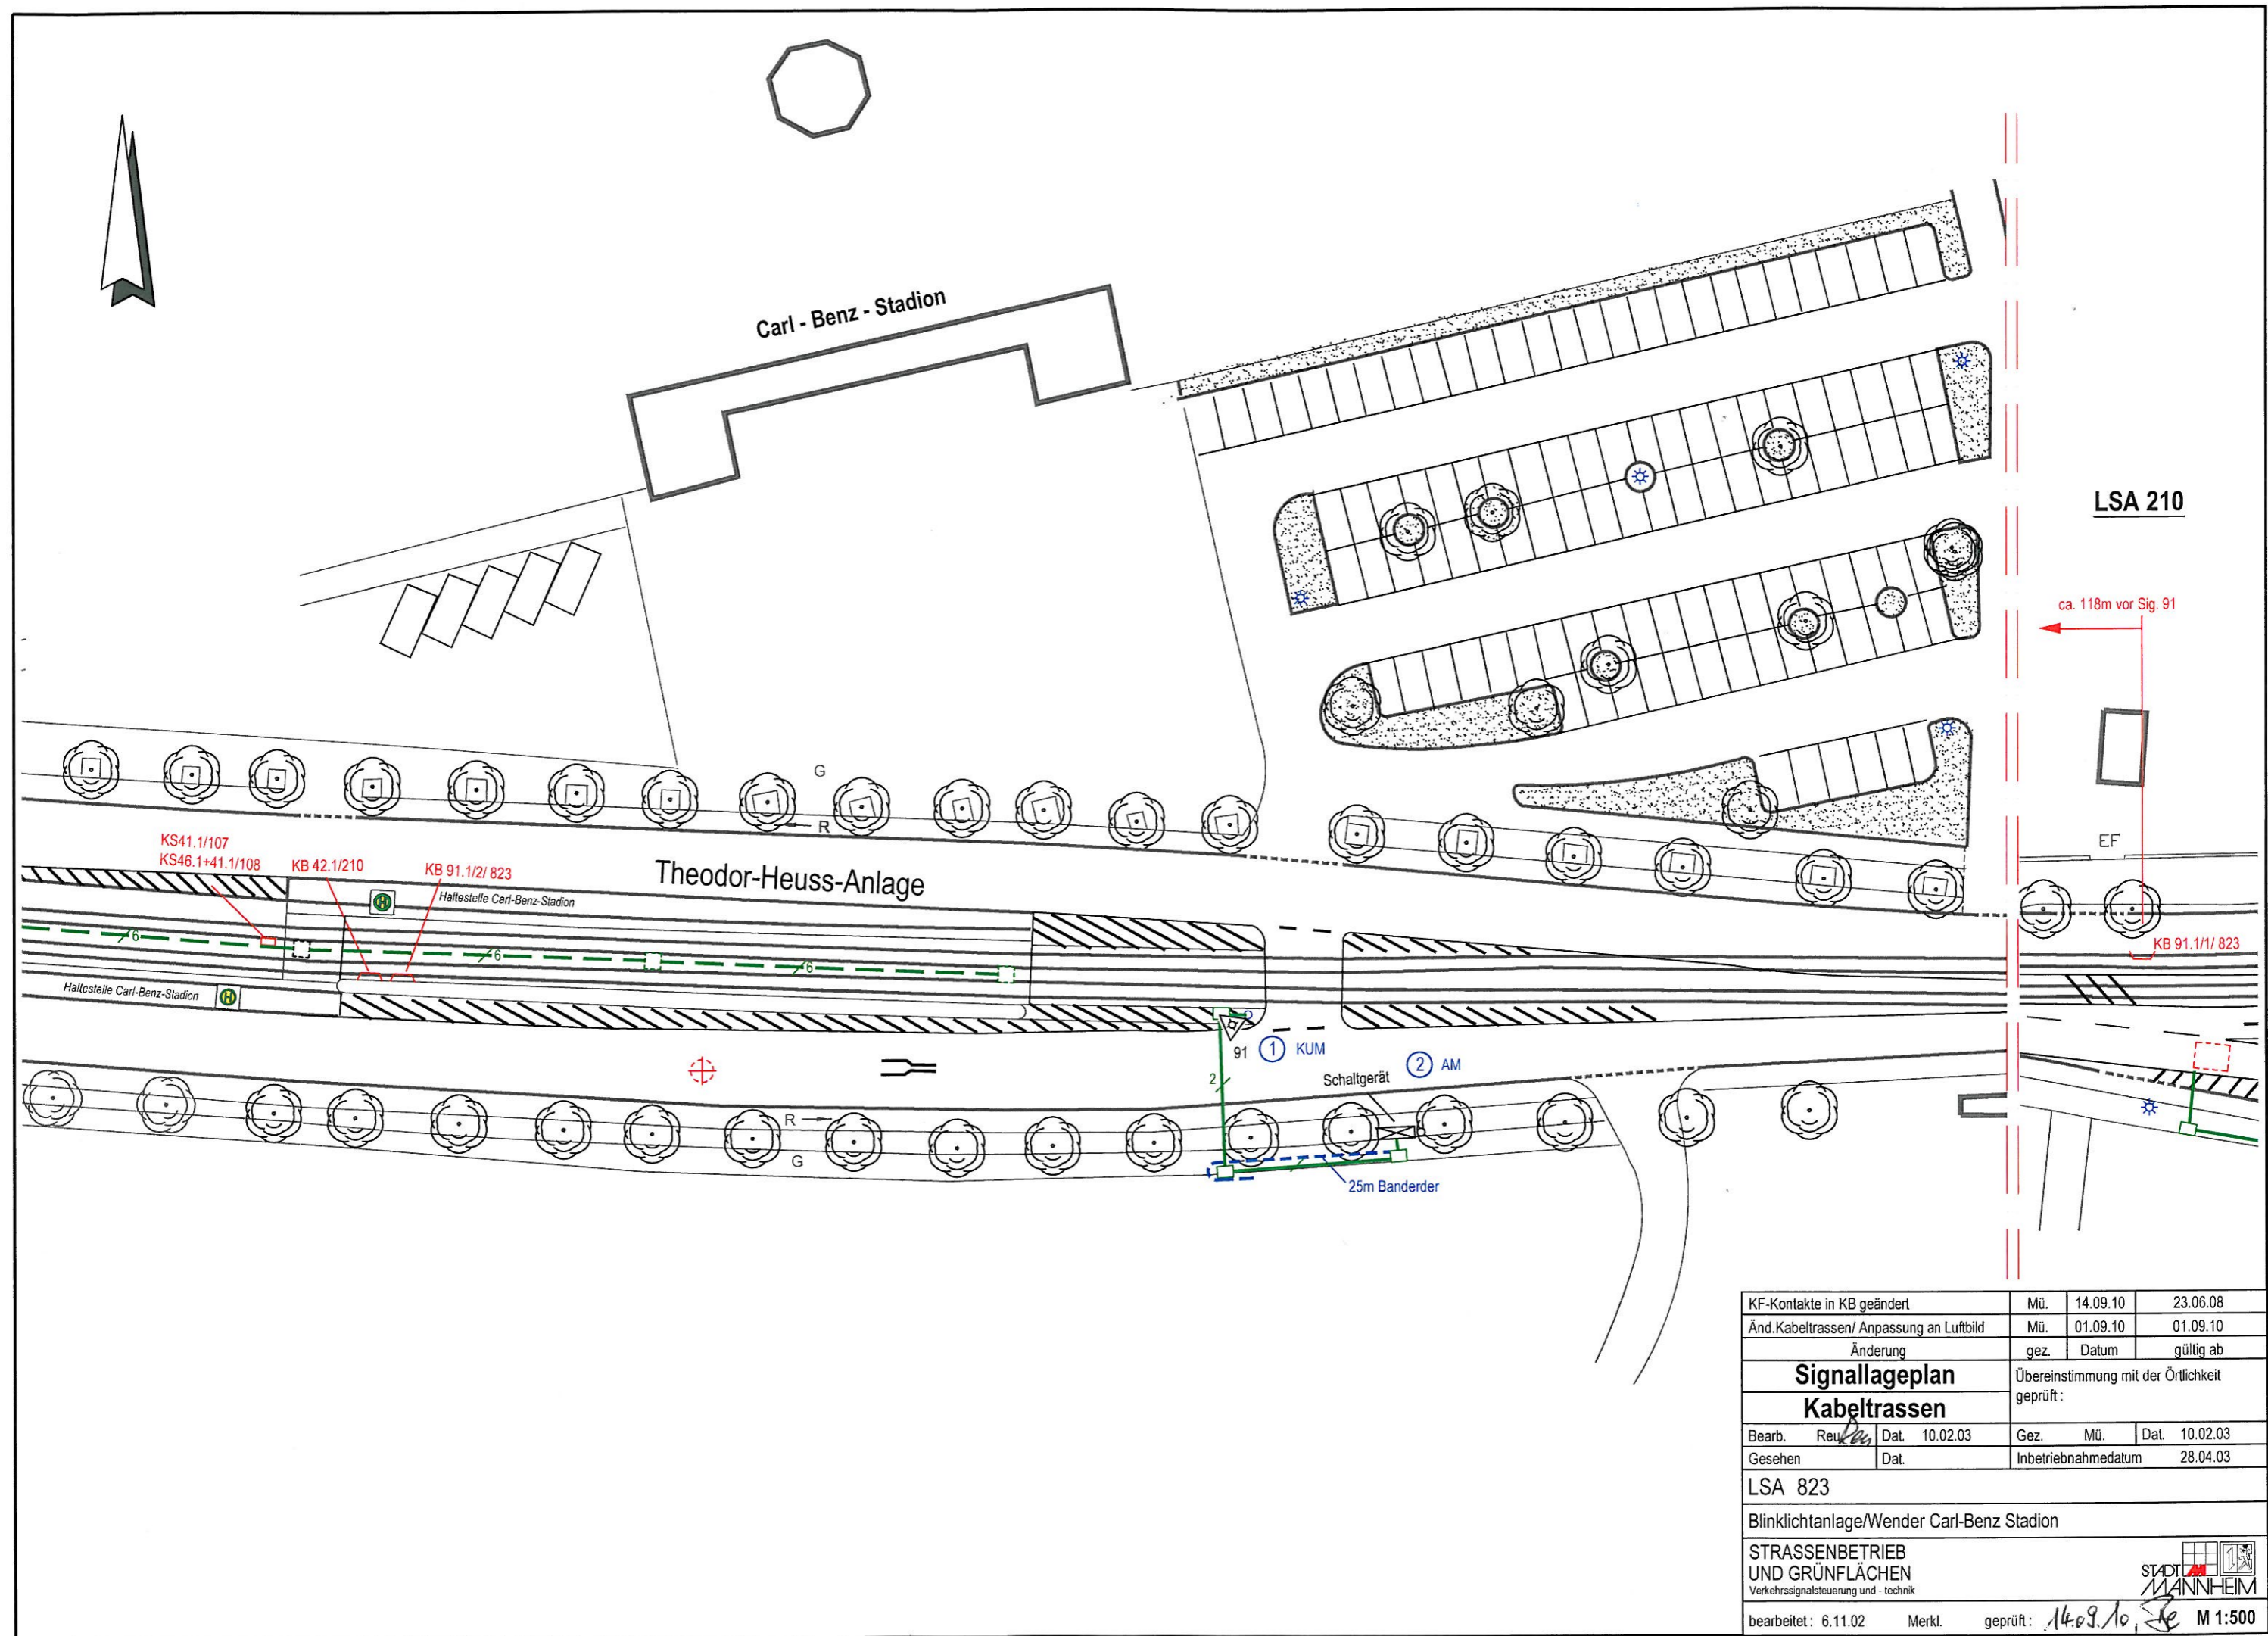 Carl - Benz - Stadion
LSA 210
ca. 118m vor Sig. 91
G
R
EF
KS41.1/107
KS46.1+41.1/108
KB 42.1/210
KB 91.1/2/ 823
Theodor-Heuss-Anlage
H
Haltestelle Carl-Benz-Stadion
KB 91.1/1/ 823
6
6
6
Haltestelle Carl-Benz-Stadion
H
91
1 KUM
2 AM
Schaltgerät
2
R
G
25m Banderder
KF-Kontakte in KB geändert Mü. 14.09.10 23.06.08
Änd.Kabeltrassen/ Anpassung an Luftbild Mü. 01.09.10 01.09.10
Änderung gez. Datum gültig ab
Signallageplan
Kabeltrassen
Übereinstimmung mit der Örtlichkeit
geprüft :
Bearb. Reu Dat. 10.02.03 Gez. Mü. Dat. 10.02.03
Gesehen Dat. Inbetriebnahmedatum 28.04.03
LSA 823
Blinklichtanlage/Wender Carl-Benz Stadion
STRASSENBETRIEB
UND GRÜNFLÄCHEN
Verkehrssignalsteuerung und - technik
STADT
MANNHEIM
bearbeitet : 6.11.02 Merkl. geprüft : 14.09.10, M 1:500